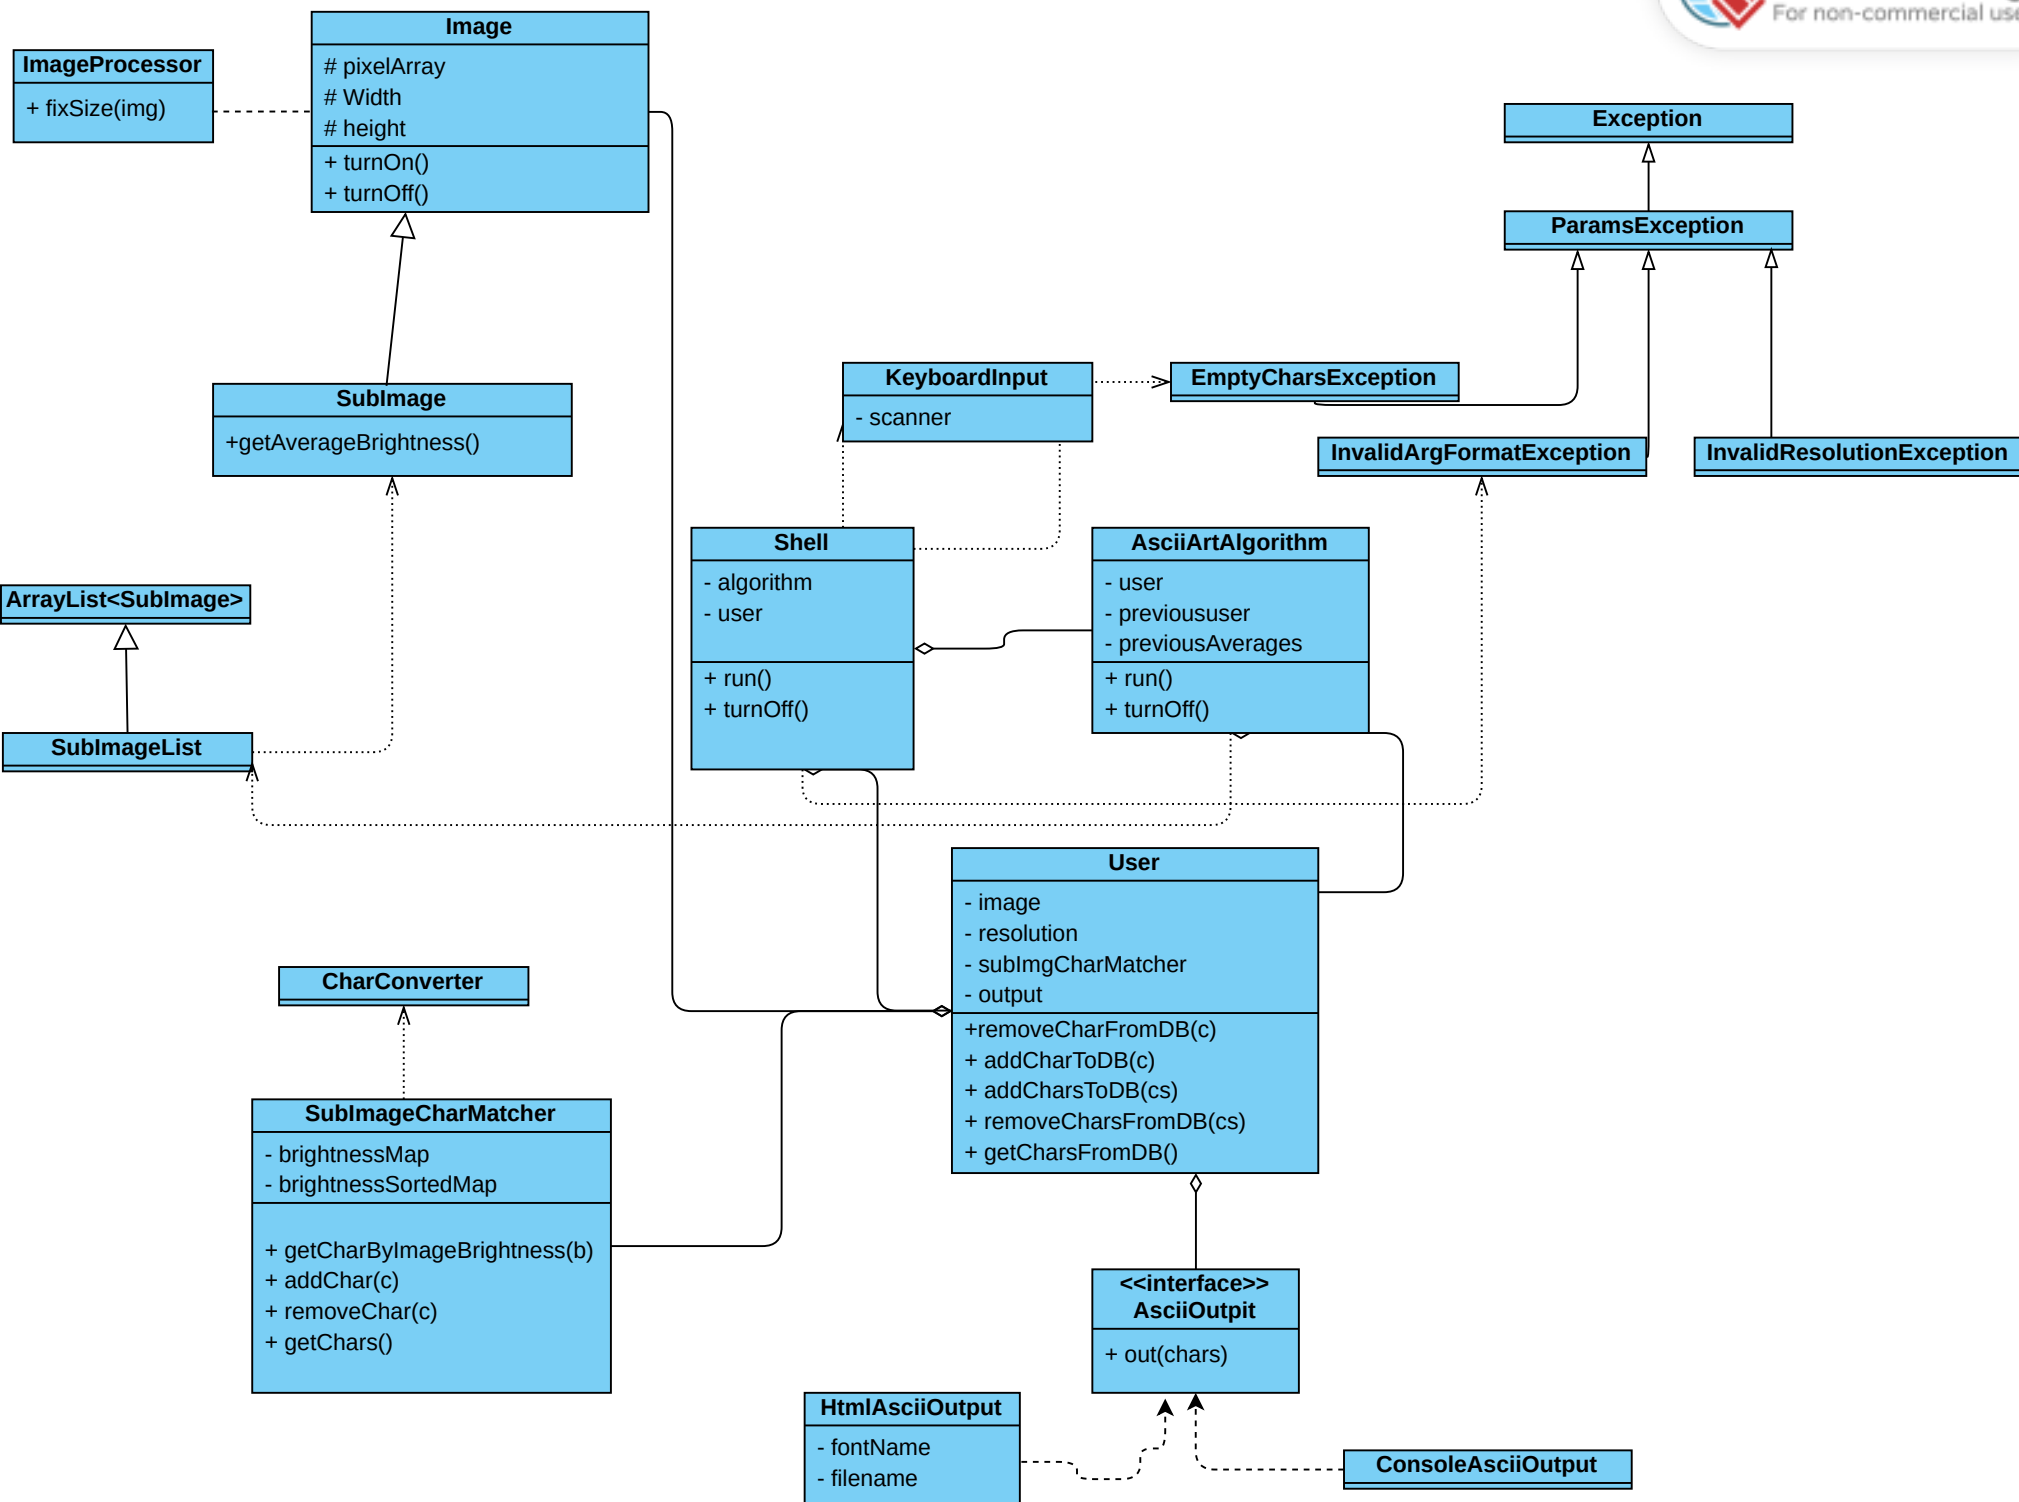 For non-commercial use
Image
# pixelArray
# Width
# height
+ turnOn()
+ turnOff()
ImageProcessor
+ fixSize(img)
Exception
ParamsException
SubImage
+getAverageBrightness()
KeyboardInput
- scanner
EmptyCharsException
InvalidArgFormatException
InvalidResolutionException
Shell
- algorithm
- user
+ run()
+ turnOff()
AsciiArtAlgorithm
- user
- previoususer
- previousAverages
+ run()
+ turnOff()
ArrayList<SubImage>
SubImageList
User
- image
- resolution
- subImgCharMatcher
- output
+removeCharFromDB(c)
+ addCharToDB(c)
+ addCharsToDB(cs)
+ removeCharsFromDB(cs)
+ getCharsFromDB()
CharConverter
SubImageCharMatcher
- brightnessMap
- brightnessSortedMap
+ getCharByImageBrightness(b)
+ addChar(c)
+ removeChar(c)
+ getChars()
<<interface>>
AsciiOutpit
+ out(chars)
HtmlAsciiOutput
- fontName
- filename
ConsoleAsciiOutput